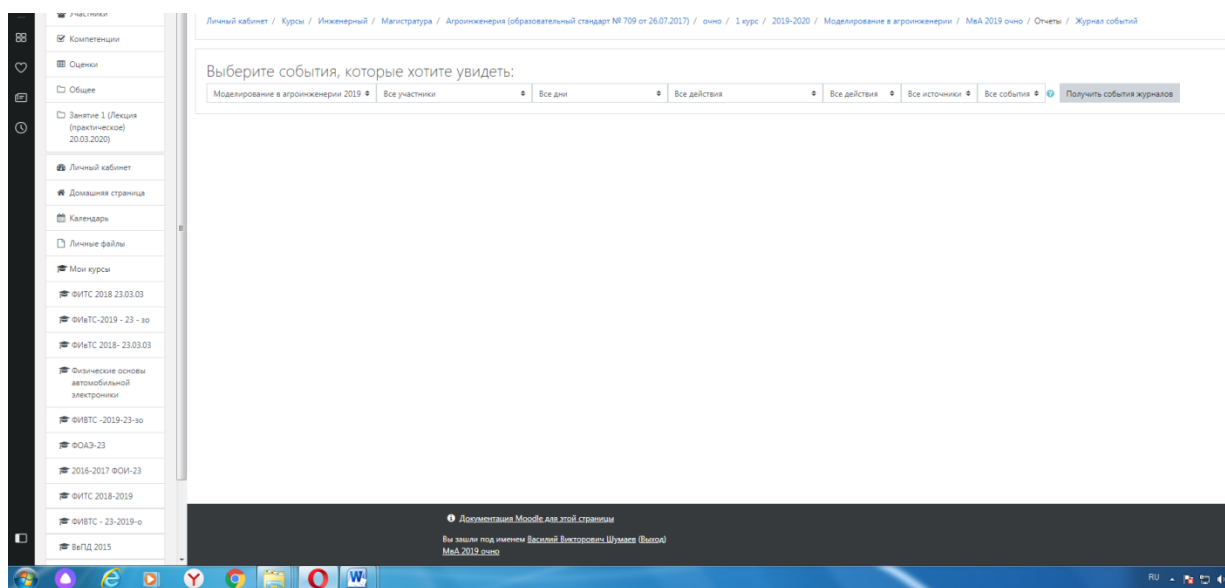 Участники
Компетенции
Оценки
Общее
Занятие 1 (Лекция
(практическое)
20.03.2020)
Личный кабинет
Домашняя страница
Календарь
Личные файлы
Мои курсы
ФИТС 2018 23.03.03
ФИвТС-2019 - 23 - зо
ФИвТС 2018- 23.03.03
Физические основы
автомобильной
электроники
ФИВТС -2019-23-зо
ФОАЭ-23
2016-2017 ФОИ-23
ФИТС 2018-2019
ФИВТС - 23-2019-о
ВвПД 2015
Личный кабинет / Курсы / Инженерный / Магистратура / Агроинженерия (образовательный стандарт № 709 от 26.07.2017) / очно / 1 курс / 2019-2020 / Моделирование в агроинженерии / МвА 2019 очно / Отчеты / Журнал событий
Выберите события, которые хотите увидеть:
Моделирование в агроинженерии 2019 Все участники Все дни Все действия Все действия Все источники Все события Получить события журналов
Документация Moodle для этой страницы
Вы зашли под именем Василий Викторович Шумаев (Выход)
МвА 2019 очно
RU